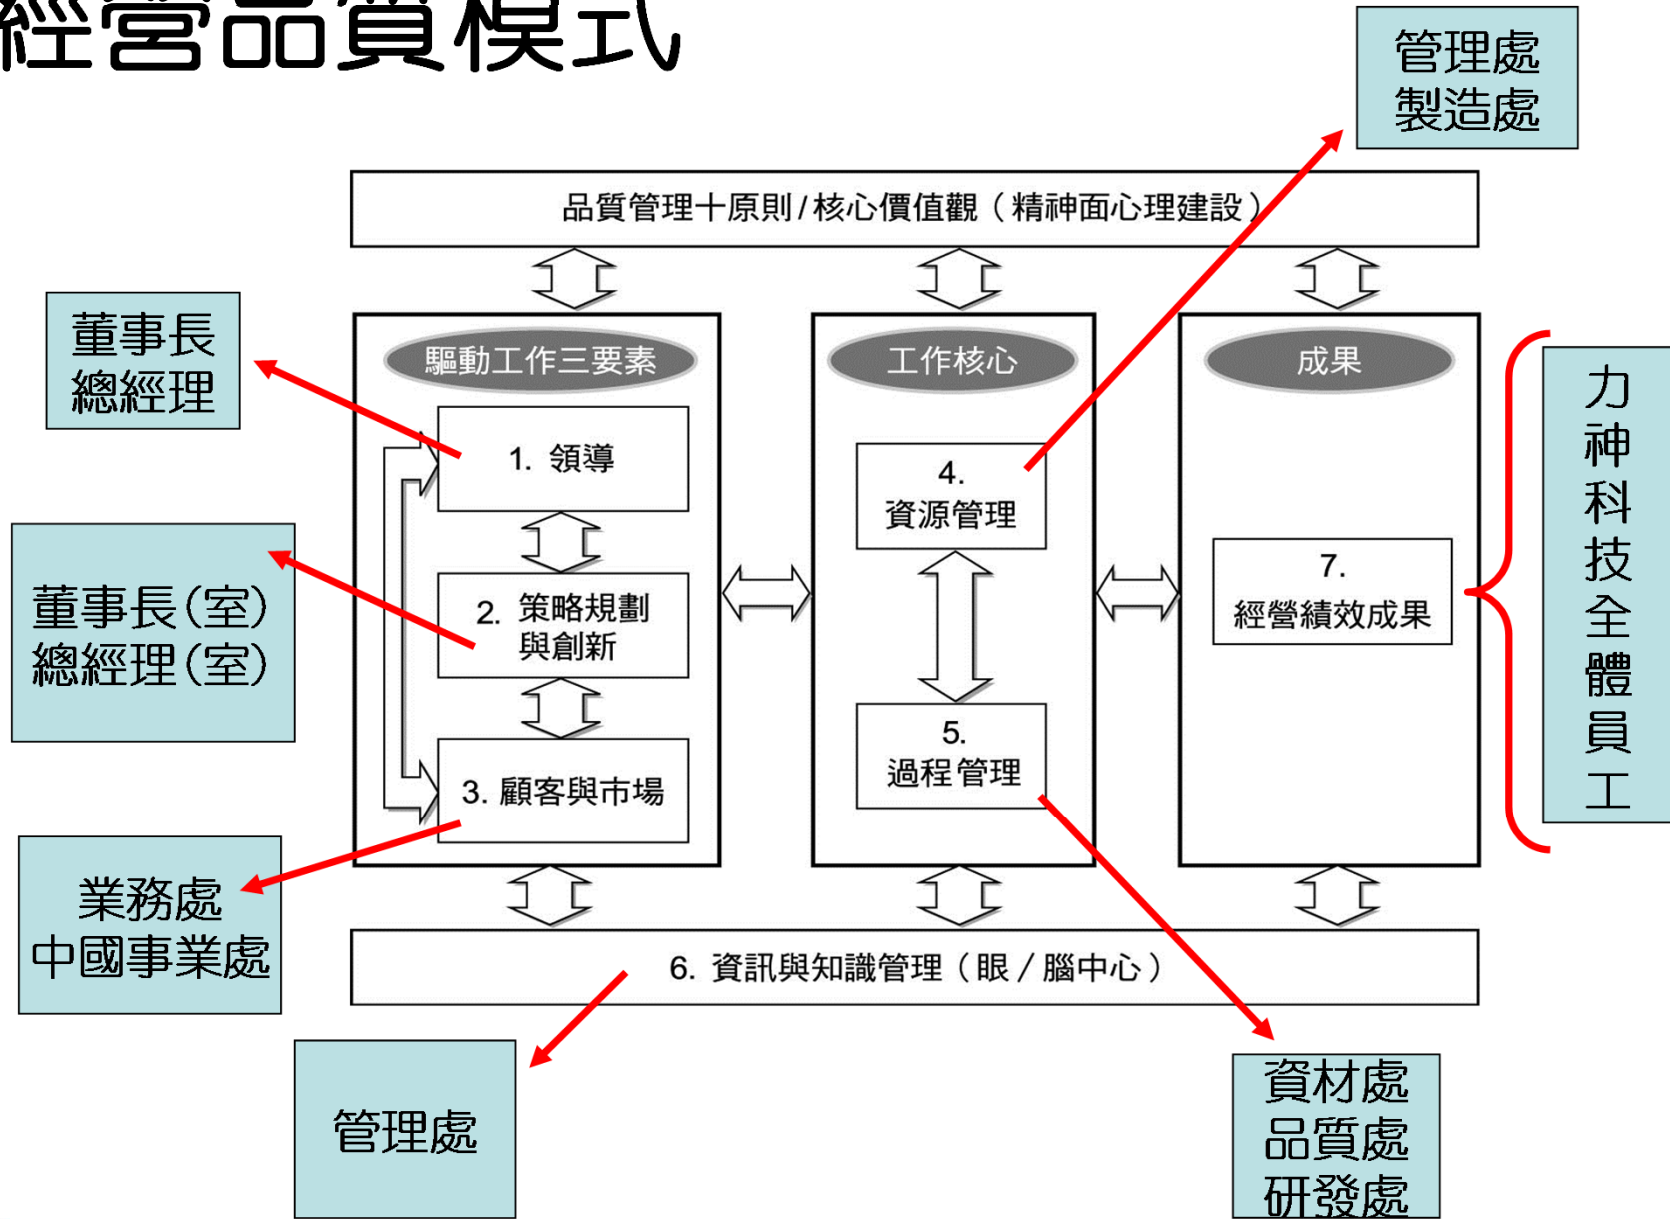 經營品質模式
管理處
製造處
品質管理十原則/核心價值觀（精神面心理建設）
董事長
總經理
驅動工作三要素
工作核心
成果
1. 領導
4.
資源管理
董事長(室)
總經理(室)
2. 策略規劃
與創新
7.
經營績效成果
力神科技全體員工
5.
過程管理
3. 顧客與市場
業務處
中國事業處
6. 資訊與知識管理（眼／腦中心）
管理處
資材處
品質處
研發處